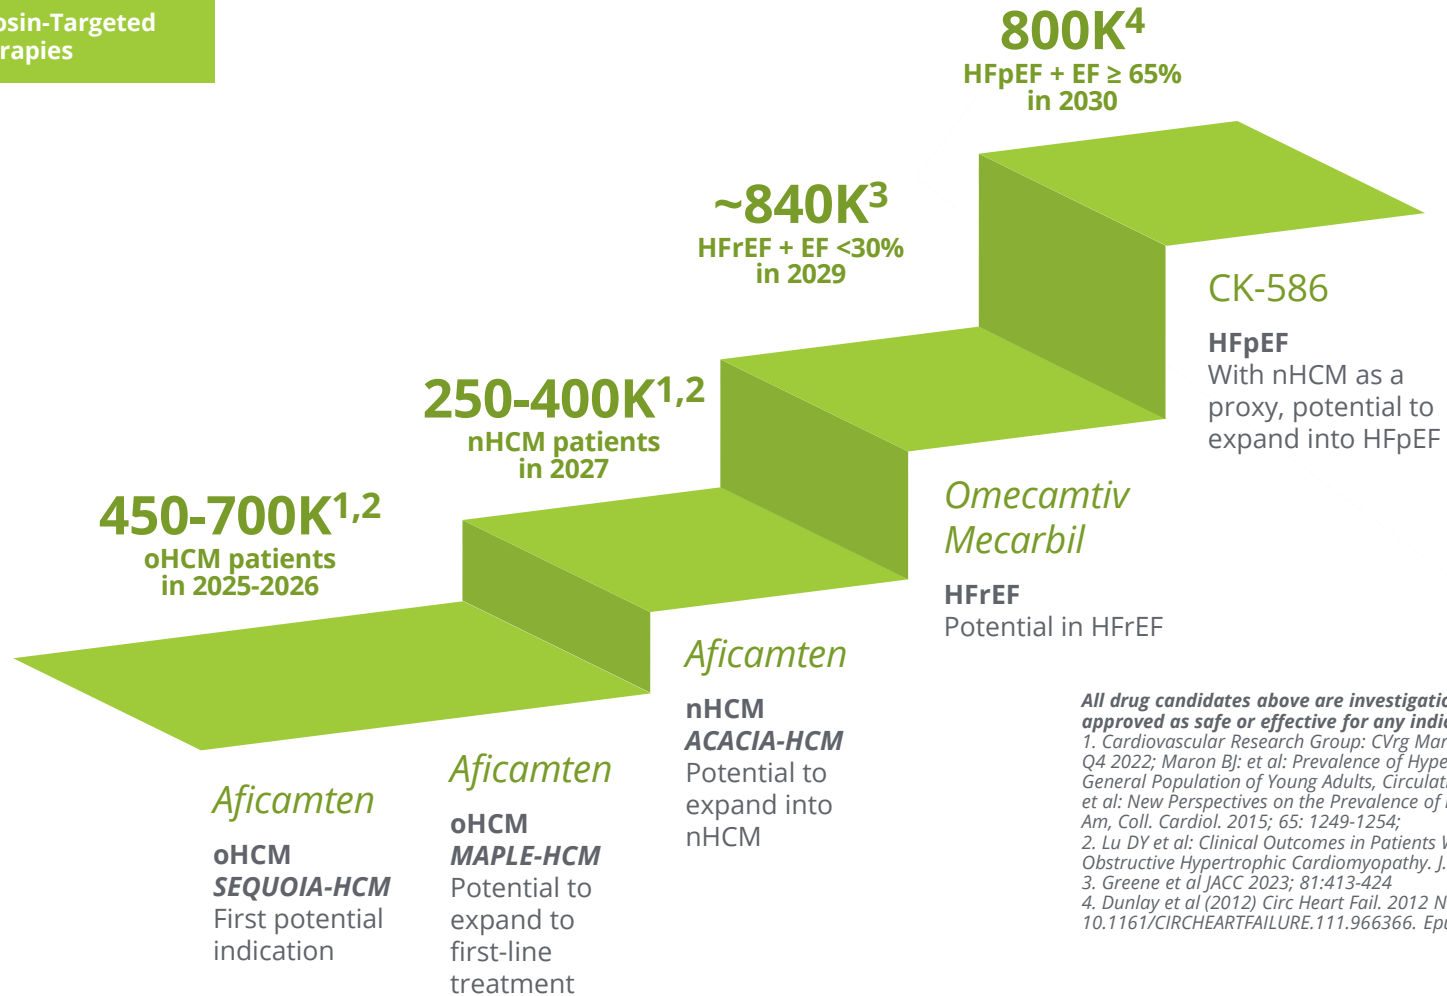 osin-Targeted
rapies
800K4
HFpEF + EF ≥ 65%
in 2030
~840K3
HFrEF + EF <30%
in 2029
250-400K1,2
nHCM patients
in 2027
450-700K1,2
oHCM patients
in 2025-2026
Aficamten
oHCM
SEQUOIA-HCM
First potential
indication
Aficamten
oHCM
MAPLE-HCM
Potential to
expand to
first-line
treatment
Aficamten
nHCM
ACACIA-HCM
Potential to
expand into
nHCM
Omecamtiv
Mecarbil
HFrEF
Potential in HFrEF
CK-586
HFpEF
With nHCM as a
proxy, potential to
expand into HFpEF
All drug candidates above are investigatio
approved as safe or effective for any indic
1. Cardiovascular Research Group: CVrg Mar
Q4 2022; Maron BJ: et al: Prevalence of Hype
General Population of Young Adults, Circulati
et al: New Perspectives on the Prevalence of
Am, Coll. Cardiol. 2015; 65: 1249-1254;
2. Lu DY et al: Clinical Outcomes in Patients W
Obstructive Hypertrophic Cardiomyopathy. J.
3. Greene et al JACC 2023; 81:413-424
4. Dunlay et al (2012) Circ Heart Fail. 2012 N
10.1161/CIRCHEARTFAILURE.111.966366. Epu